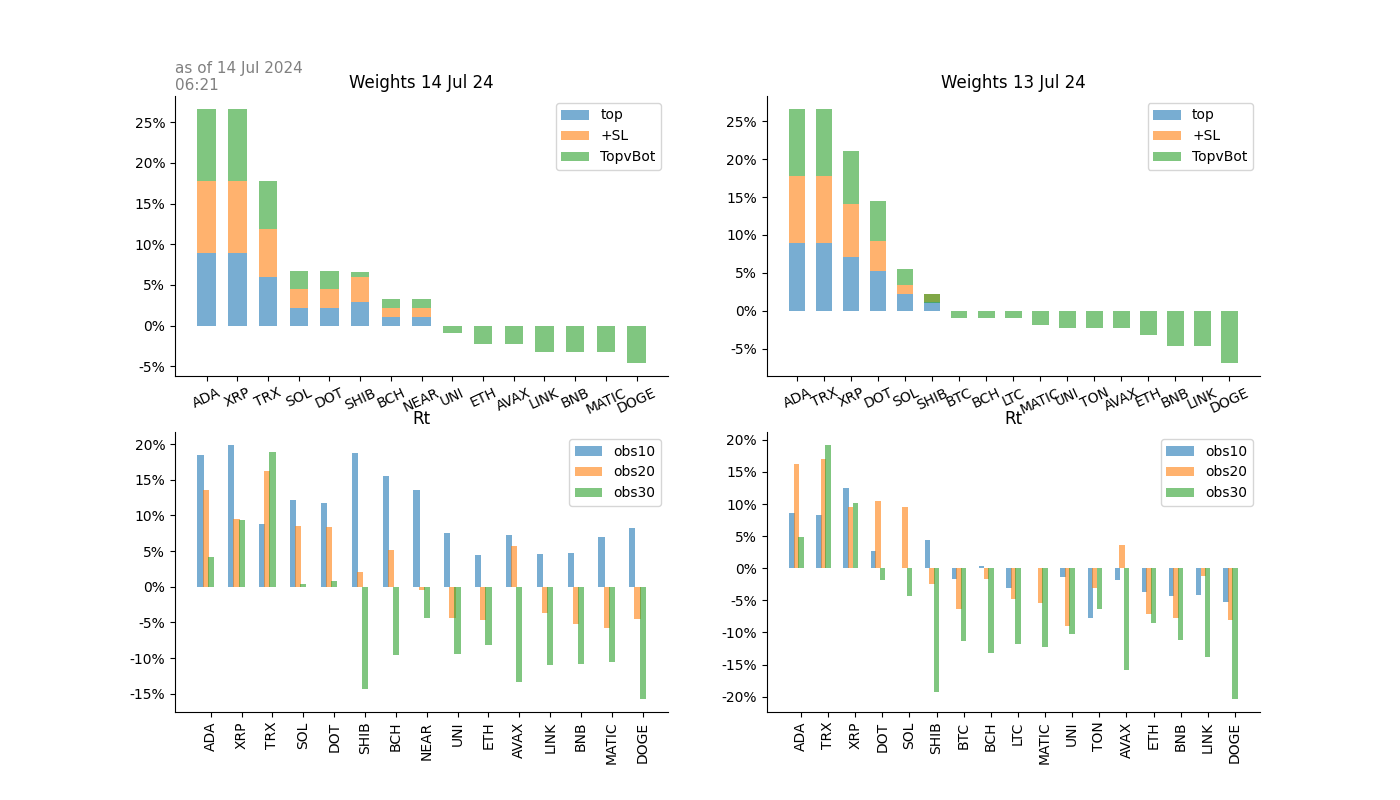 as of 14 Jul 2024
06:21
Weights 14 Jul 24
25%
20%
15%
10%
5%
0%
-5%
top
+SL
TopvBot
ADA XRP TRX SOL DOT SHIB BCH NEAR UNI ETH AVAX LINK BNB MATIC DOGE
Weights 13 Jul 24
25%
20%
15%
10%
5%
0%
-5%
top
+SL
TopvBot
ADA TRX XRP DOT SOL SHIB BTC BCH LTC MATIC UNI TON AVAX ETH BNB LINK DOGE
Rt
20%
15%
10%
5%
0%
-5%
-10%
-15%
obs10
obs20
obs30
ADA XRP TRX SOL DOT SHIB BCH NEAR UNI ETH AVAX LINK BNB MATIC DOGE
Rt
20%
15%
10%
5%
0%
-5%
-10%
-15%
-20%
obs10
obs20
obs30
ADA TRX XRP DOT SOL SHIB BTC BCH LTC MATIC UNI TON AVAX ETH BNB LINK DOGE